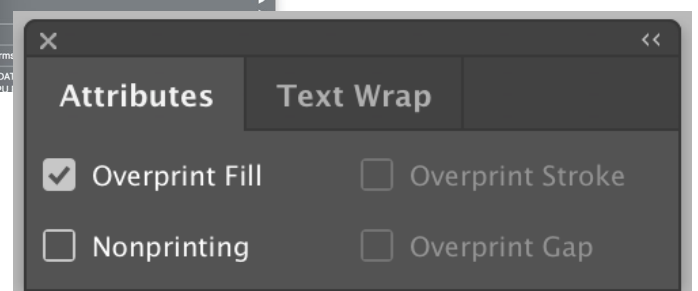 Attributes Text Wrap
Overprint Fill Overprint Stroke
Nonprinting Overprint Gap